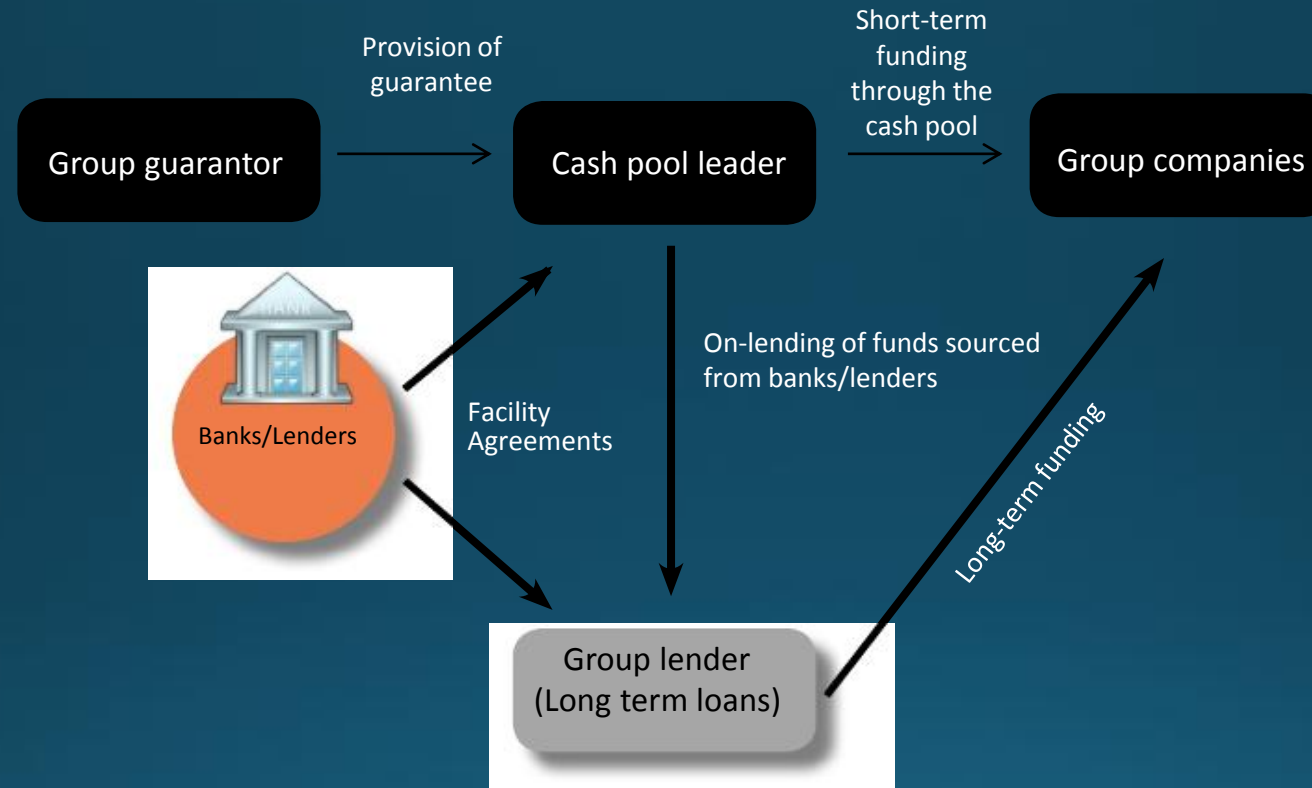 Provision of
guarantee
Short-term
funding
through the
cash pool
Group guarantor
Cash pool leader
Group companies
BANK
Banks/Lenders
Facility
Agreements
On-lending of funds sourced
from banks/lenders
Long-term funding
Group lender
(Long term loans)